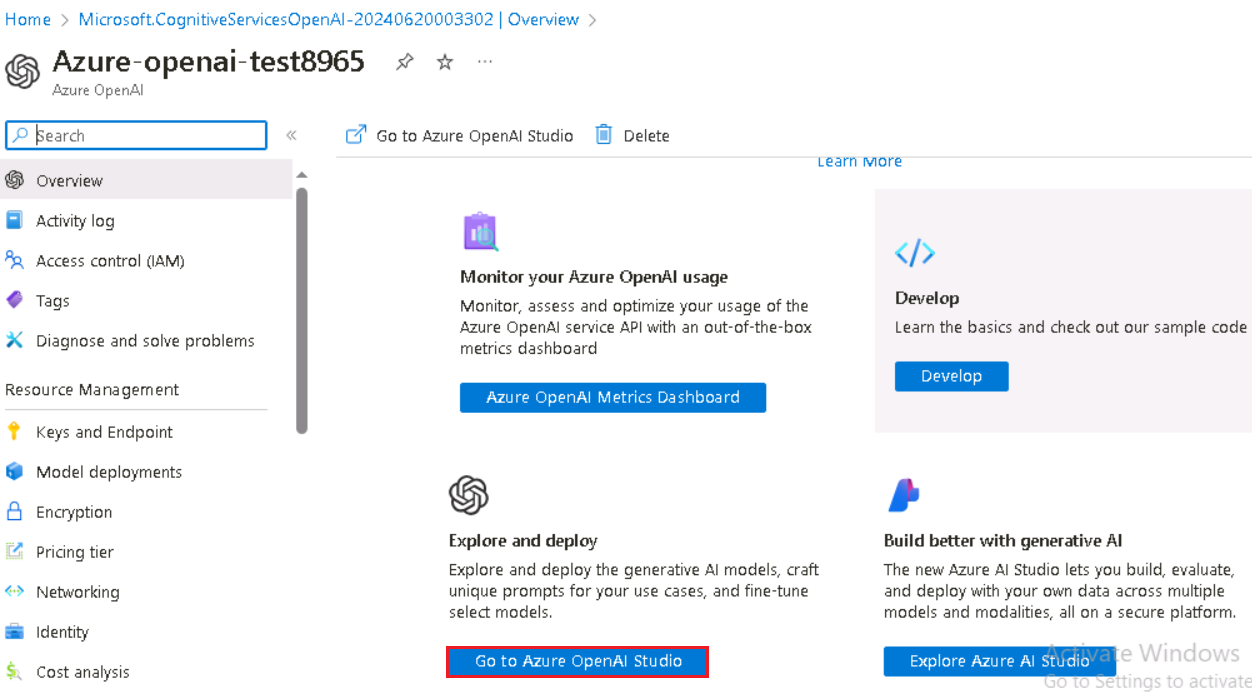 Home > Microsoft.CognitiveServicesOpenAI-20240620003302 | Overview >
Azure-openai-test8965
Azure OpenAI
Search
«
Go to Azure OpenAI Studio
Delete
Learn More
Overview
Activity log
Access control (IAM)
Tags
Diagnose and solve problems
Resource Management
Keys and Endpoint
Model deployments
Encryption
Pricing tier
Networking
Identity
Cost analysis
Monitor your Azure OpenAI usage
Monitor, assess and optimize your usage of the
Azure OpenAI service API with an out-of-the-box
metrics dashboard
Azure OpenAI Metrics Dashboard
Develop
Learn the basics and check out our sample code
Develop
Explore and deploy
Explore and deploy the generative AI models, craft
unique prompts for your use cases, and fine-tune
select models.
Go to Azure OpenAI Studio
Build better with generative AI
The new Azure AI Studio lets you build, evaluate,
and deploy with your own data across multiple
models and modalities, all on a secure platform.
Explore Azure AI Studio
Activate Windows
Go to Settings to activate